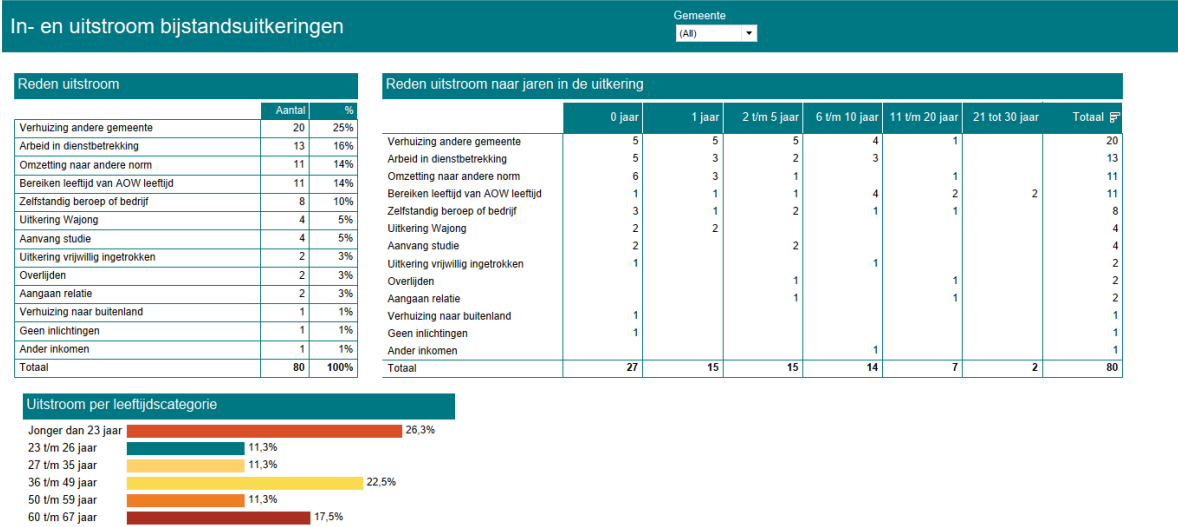 In- en uitstroom bijstandsuitkeringen
Gemeente
(All)
Reden uitstroom
Aantal %
Verhuizing andere gemeente 20 25%
Arbeid in dienstbetrekking 13 16%
Omzetting naar andere norm 11 14%
Bereiken leeftijd van AOW leeftijd 11 14%
Zelfstandig beroep of bedrijf 8 10%
Uitkering Wajong 4 5%
Aanvang studie 4 5%
Uitkering vrijwillig ingetrokken 2 3%
Overlijden 2 3%
Aangaan relatie 2 3%
Verhuizing naar buitenland 1 1%
Geen inlichtingen 1 1%
Ander inkomen 1 1%
Totaal 80 100%
Reden uitstroom naar jaren in de uitkering
0 jaar 1 jaar 2 t/m 5 jaar 6 t/m 10 jaar 11 t/m 20 jaar 21 tot 30 jaar Totaal
Verhuizing andere gemeente 5 5 5 4 1 20
Arbeid in dienstbetrekking 5 3 2 3 13
Omzetting naar andere norm 6 3 1 1 11
Bereiken leeftijd van AOW leeftijd 1 1 1 4 2 2 11
Zelfstandig beroep of bedrijf 3 1 2 1 1 8
Uitkering Wajong 2 2 4
Aanvang studie 2 2 4
Uitkering vrijwillig ingetrokken 1 1 2
Overlijden 1 1 2
Aangaan relatie 1 1 2
Verhuizing naar buitenland 1 1
Geen inlichtingen 1 1
Ander inkomen 1 1
Totaal 27 15 15 14 7 2 80
Uitstroom per leeftijdscategorie
Jonger dan 23 jaar 26,3%
23 t/m 26 jaar 11,3%
27 t/m 35 jaar 11,3%
36 t/m 49 jaar 22,5%
50 t/m 59 jaar 11,3%
60 t/m 67 jaar 17,5%